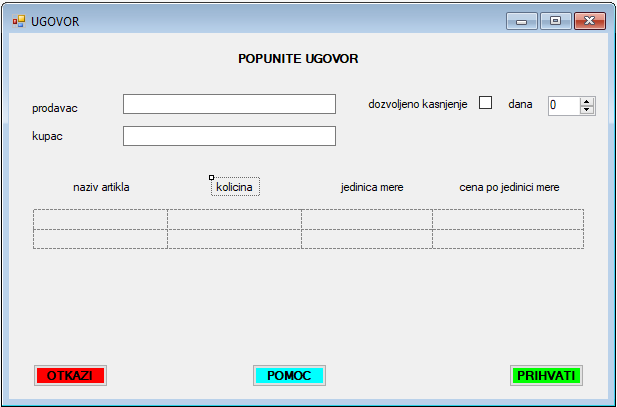 UGOVOR
POPUNITE UGOVOR
prodavac
dozvoljeno kasnjenje dana 0
kupac
naziv artikla kolicina jedinica mere cena po jedinici mere
OTKAZI POMOC PRIHVATI